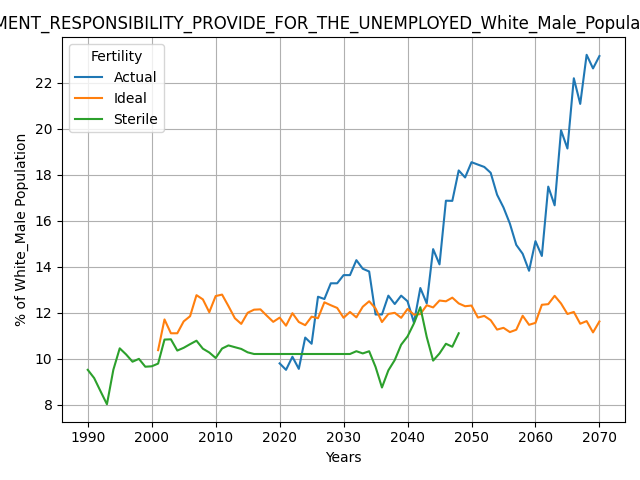 MENT_RESPONSIBILITY_PROVIDE_FOR_THE_UNEMPLOYED_White_Male_Popula
Fertility
Actual
Ideal
Sterile
% of White_Male Population
22
20
18
16
14
12
10
8
1990 2000 2010 2020 2030 2040 2050 2060 2070
Years